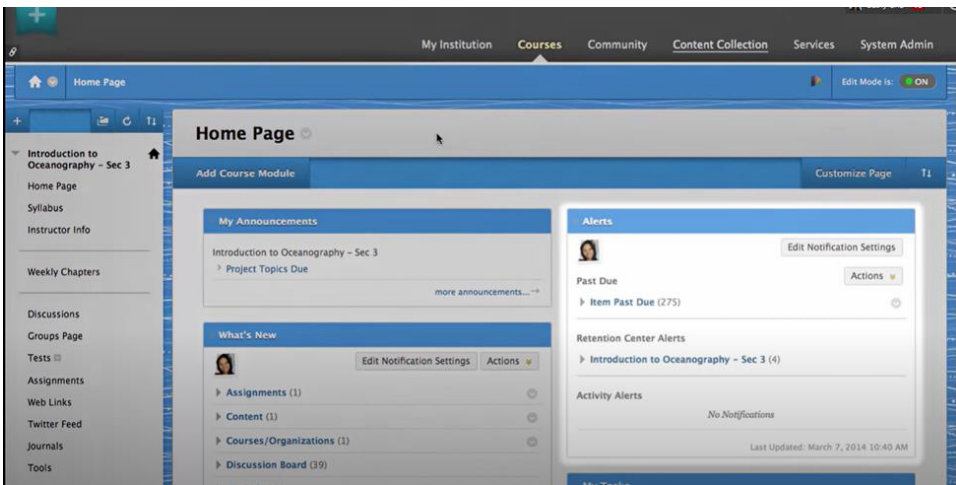 My Institution Courses Community Content Collection Services System Admin
Home Page Edit Mode is: ON
Introduction to
Oceanography – Sec 3
Home Page
Syllabus
Instructor Info
Weekly Chapters
Discussions
Groups Page
Tests
Assignments
Web Links
Twitter Feed
Journals
Tools
Home Page
Add Course Module Customize Page
My Announcements
Introduction to Oceanography – Sec 3
Project Topics Due
more announcements...
What's New
Edit Notification Settings Actions
Assignments (1)
Content (1)
Courses/Organizations (1)
Discussion Board (39)
Alerts
Edit Notification Settings
Actions
Past Due
Item Past Due (275)
Retention Center Alerts
Introduction to Oceanography – Sec 3 (4)
Activity Alerts
No Notifications
Last Updated: March 7, 2014 10:40 AM
My Tasks